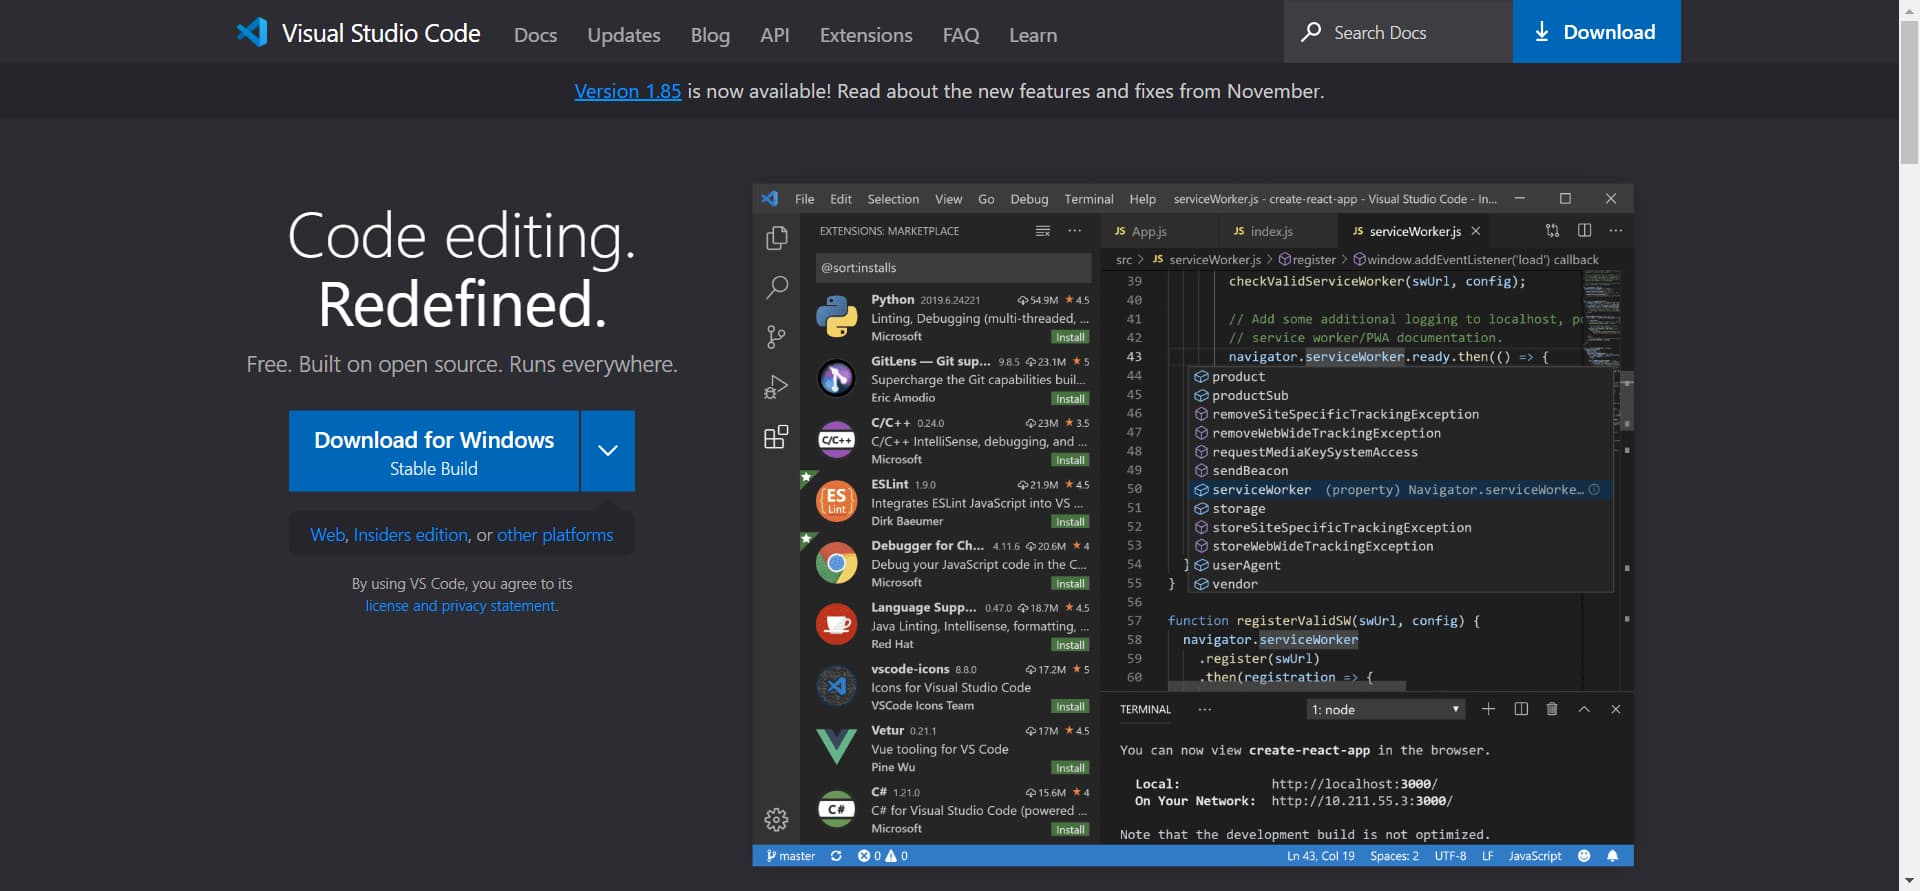 Visual Studio Code Docs Updates Blog API Extensions FAQ Learn Search Docs Download
Version 1.85 is now available! Read about the new features and fixes from November.
Code editing.
Redefined.
Free. Built on open source. Runs everywhere.
Download for Windows
Stable Build
Web, Insiders edition, or other platforms
By using VS Code, you agree to its
license and privacy statement.
File Edit Selection View Go Debug Terminal Help serviceWorker.js - create-react-app - Visual Studio Code - In...
EXTENSIONS: MARKETPLACE
@sort:installs
Python 2019.6.24221 54.9M ★ 4.5
Linting, Debugging (multi-threaded, ...
Microsoft Install
GitLens — Git sup... 9.8.5 23.1M ★ 5
Supercharge the Git capabilities buil...
Eric Amodio Install
C/C++
C/C++ 0.24.0 23M ★ 3.5
C/C++ IntelliSense, debugging, and ...
Microsoft Install
ES
Lint
ESLint 1.9.0 21.9M ★ 4.5
Integrates ESLint JavaScript into VS ...
Dirk Baeumer Install
Debugger for Ch... 4.11.6 20.6M ★ 4
Debug your JavaScript code in the C...
Microsoft Install
Language Supp... 0.47.0 18.7M ★ 4.5
Java Linting, Intellisense, formatting, ...
Red Hat Install
vscode-icons 8.8.0 17.2M ★ 5
Icons for Visual Studio Code
VSCode Icons Team Install
Vetur 0.21.1 17M ★ 4.5
Vue tooling for VS Code
Pine Wu Install
C#
C# 1.21.0 15.6M ★ 4
C# for Visual Studio Code (powered ...
Microsoft Install
JS App.js JS index.js JS serviceWorker.js
src > JS serviceWorker.js > register > window.addEventListener('load') callback
39 checkValidServiceWorker(swUrl, config);
40
41 // Add some additional logging to localhost, po
42 // service worker/PWA documentation.
43 navigator.serviceWorker.ready.then(() => {
44 product
45 productSub
46 removeSiteSpecificTrackingException
47 removeWebWideTrackingException
48 requestMediaKeySystemAccess
49 sendBeacon
50 serviceWorker (property) Navigator.serviceWorke...
51 storage
52 storeSiteSpecificTrackingException
53 storeWebWideTrackingException
54 } userAgent
55 } vendor
56
57 function registerValidSW(swUrl, config) {
58 navigator.serviceWorker
59 .register(swUrl)
60 .then(registration => {
TERMINAL ... 1: node
You can now view create-react-app in the browser.
Local: http://localhost:3000/
On Your Network: http://10.211.55.3:3000/
Note that the development build is not optimized.
master 0 0 Ln 43, Col 19 Spaces: 2 UTF-8 LF JavaScript